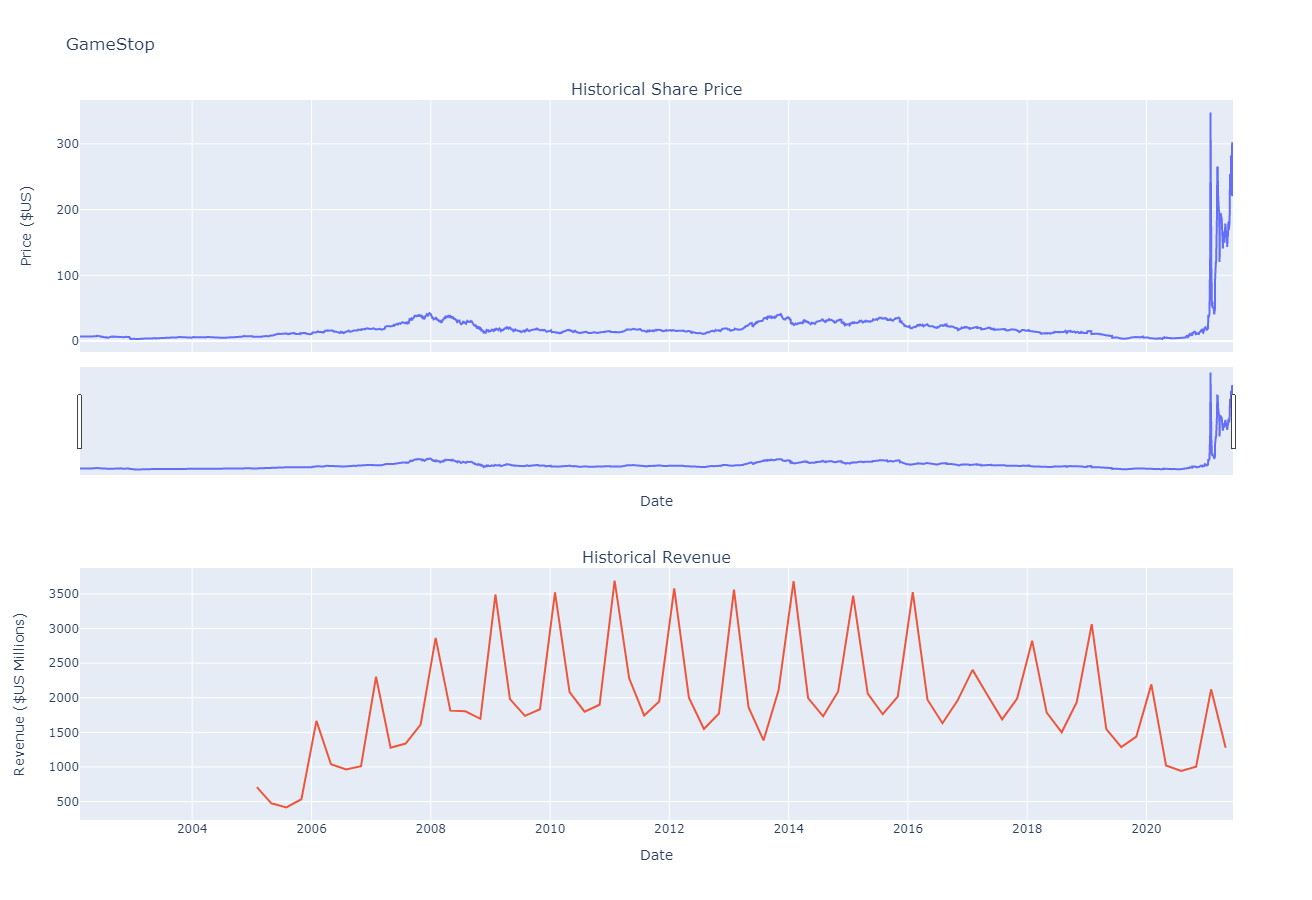 GameStop
Historical Share Price
Price ($US)
300
200
100
0
Date
Historical Revenue
Revenue ($US Millions)
3500
3000
2500
2000
1500
1000
500
2004 2006 2008 2010 2012 2014 2016 2018 2020
Date